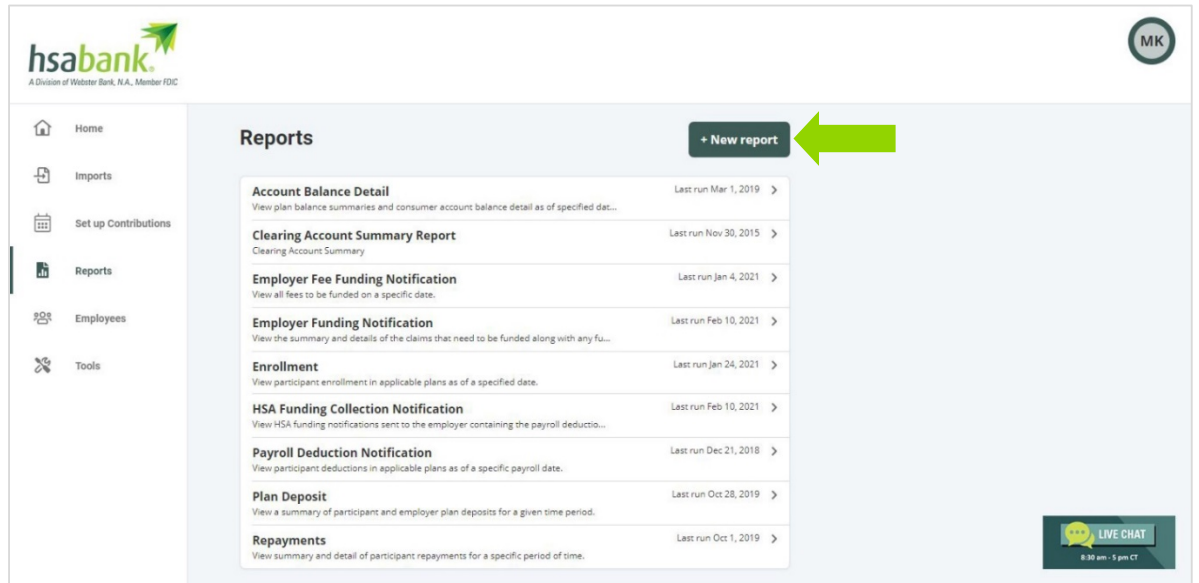 hsabank.
A Division of Webster Bank, N.A., Member FDIC
MK
Home
Imports
Set up Contributions
Reports
Employees
Tools
Reports
+ New report
Account Balance Detail
Last run Mar 1, 2019
View plan balance summaries and consumer account balance detail as of specified dat...
Clearing Account Summary Report
Last run Nov 30, 2015
Clearing Account Summary
Employer Fee Funding Notification
Last run Jan 4, 2021
View all fees to be funded on a specific date.
Employer Funding Notification
Last run Feb 10, 2021
View the summary and details of the claims that need to be funded along with any fu...
Enrollment
Last run Jan 24, 2021
View participant enrollment in applicable plans as of a specified date.
HSA Funding Collection Notification
Last run Feb 10, 2021
View HSA funding notifications sent to the employer containing the payroll deductio...
Payroll Deduction Notification
Last run Dec 21, 2018
View participant deductions in applicable plans as of a specific payroll date.
Plan Deposit
Last run Oct 28, 2019
View a summary of participant and employer plan deposits for a given time period.
Repayments
Last run Oct 1, 2019
View summary and detail of participant repayments for a specific period of time.
LIVE CHAT
8:30 am - 5 pm CT